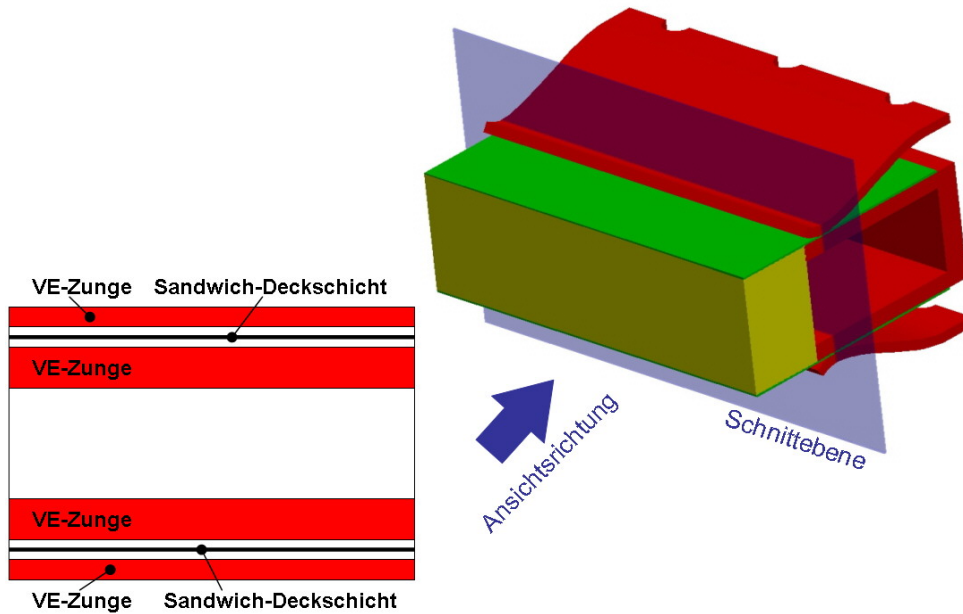 VE-Zunge
Sandwich-Deckschicht
VE-Zunge
VE-Zunge
VE-Zunge
Sandwich-Deckschicht
Ansichtsrichtung
Schnittebene